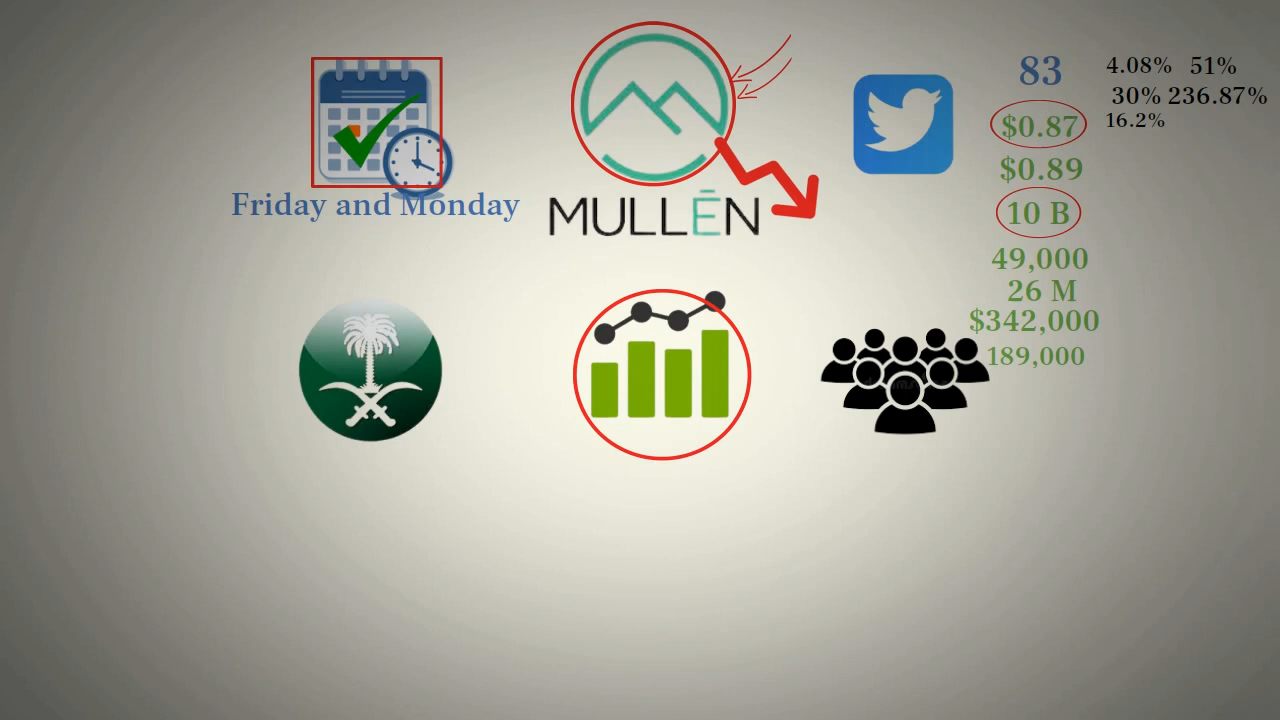 83
4.08% 51%
30% 236.87%
$0.87
16.2%
$0.89
Friday and Monday
MULLĒN
10 B
49,000
26 M
$342,000
189,000